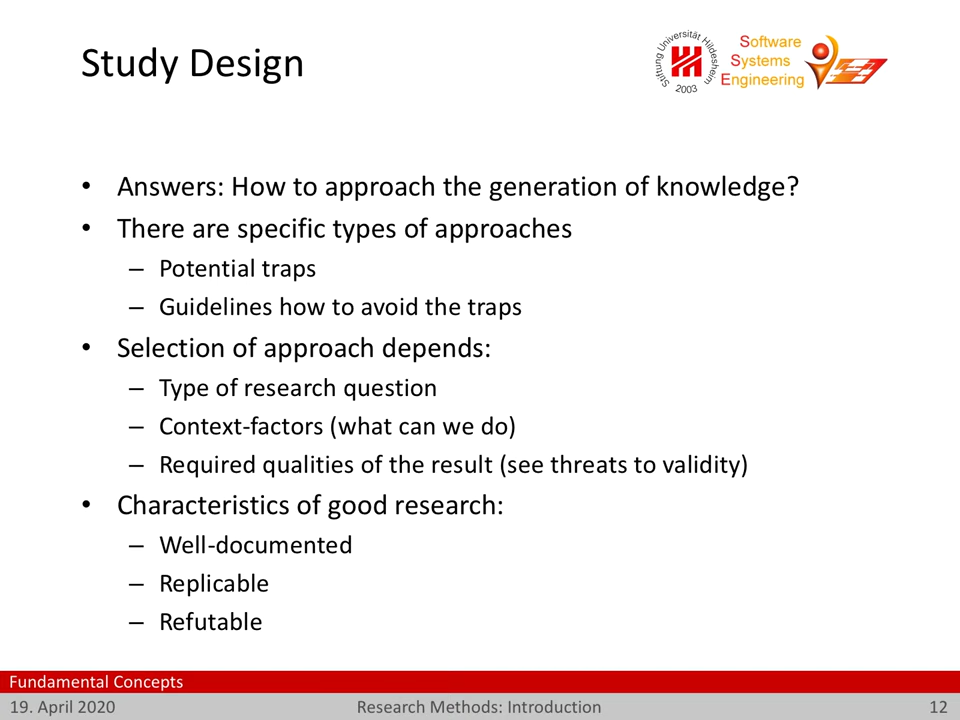 Study Design
Stiftung Universität Hildesheim
2003
Software
Systems
Engineering
• Answers: How to approach the generation of knowledge?
• There are specific types of approaches
– Potential traps
– Guidelines how to avoid the traps
• Selection of approach depends:
– Type of research question
– Context-factors (what can we do)
– Required qualities of the result (see threats to validity)
• Characteristics of good research:
– Well-documented
– Replicable
– Refutable
Fundamental Concepts
19. April 2020 Research Methods: Introduction 12